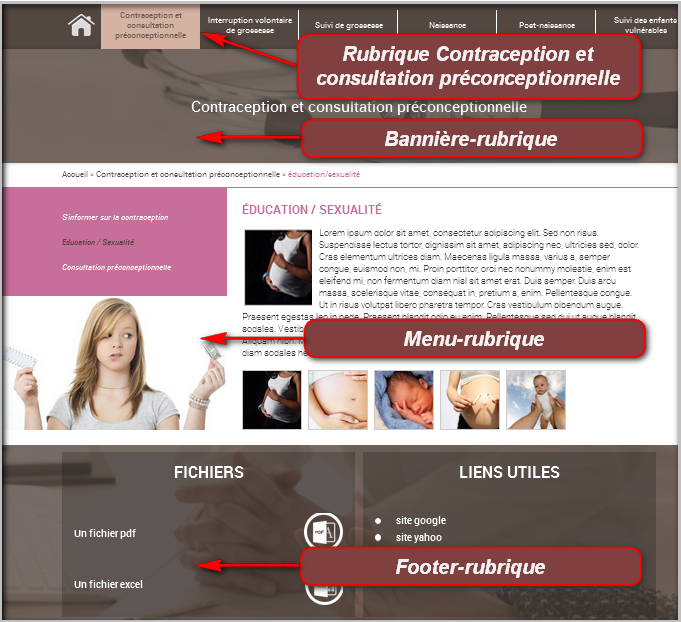 Contraception et
consultation
préconceptionnelle
Interruption volontaire
de grossesse
Suivi de grossesse
Naissance
Post-naissance
Suivi des enfants
vulnérables
Rubrique Contraception et
consultation préconceptionnelle
Contraception et consultation préconceptionnelle
Bannière-rubrique
Accueil » Contraception et consultation préconceptionnelle » éducation/sexualité
S'informer sur la contraception
Education / Sexualité
Consultation préconceptionnelle
ÉDUCATION / SEXUALITÉ
Lorem ipsum dolor sit amet, consectetur adipiscing elit. Sed non risus.
Suspendisse lectus tortor, dignissim sit amet, adipiscing nec, ultricies sed, dolor.
Cras elementum ultrices diam. Maecenas ligula massa, varius a, semper
congue, euismod non, mi. Proin porttitor, orci nec nonummy molestie, enim est
eleifend mi, non fermentum diam nisl sit amet erat. Duis semper. Duis arcu
massa, scelerisque vitae, consequat in, pretium a, enim. Pellentesque congue.
Ut in risus volutpat libero pharetra tempor. Cras vestibulum bibendum augue.
Praesent egestas leo in pede. Praesent blandit odio eu enim. Pellentesque sed dui ut augue blandit
sodales.
Aliquam nibh.
diam sodales
Menu-rubrique
FICHIERS
Un fichier pdf
PDF
Un fichier excel
LIENS UTILES
site google
site yahoo
Footer-rubrique